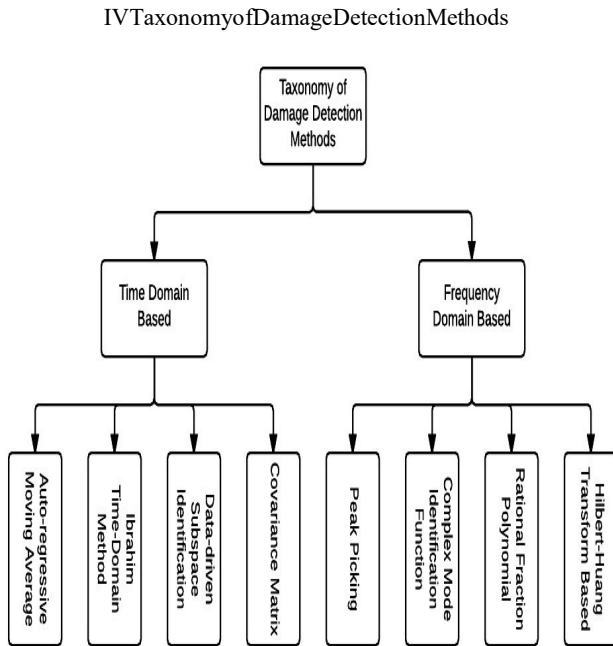 IVTaxonomyofDamageDetectionMethods
Taxonomy of
Damage Detection
Methods
Time Domain
Based
Frequency
Domain Based
Auto-regressive
Moving Average
Ibrahim
Time-Domain
Method
Data-driven
Subspace
Identification
Covariance Matrix
Peak Picking
Complex Mode
Identification
Function
Rational Fraction
Polynomial
Hilbert-Huang
Transform Based